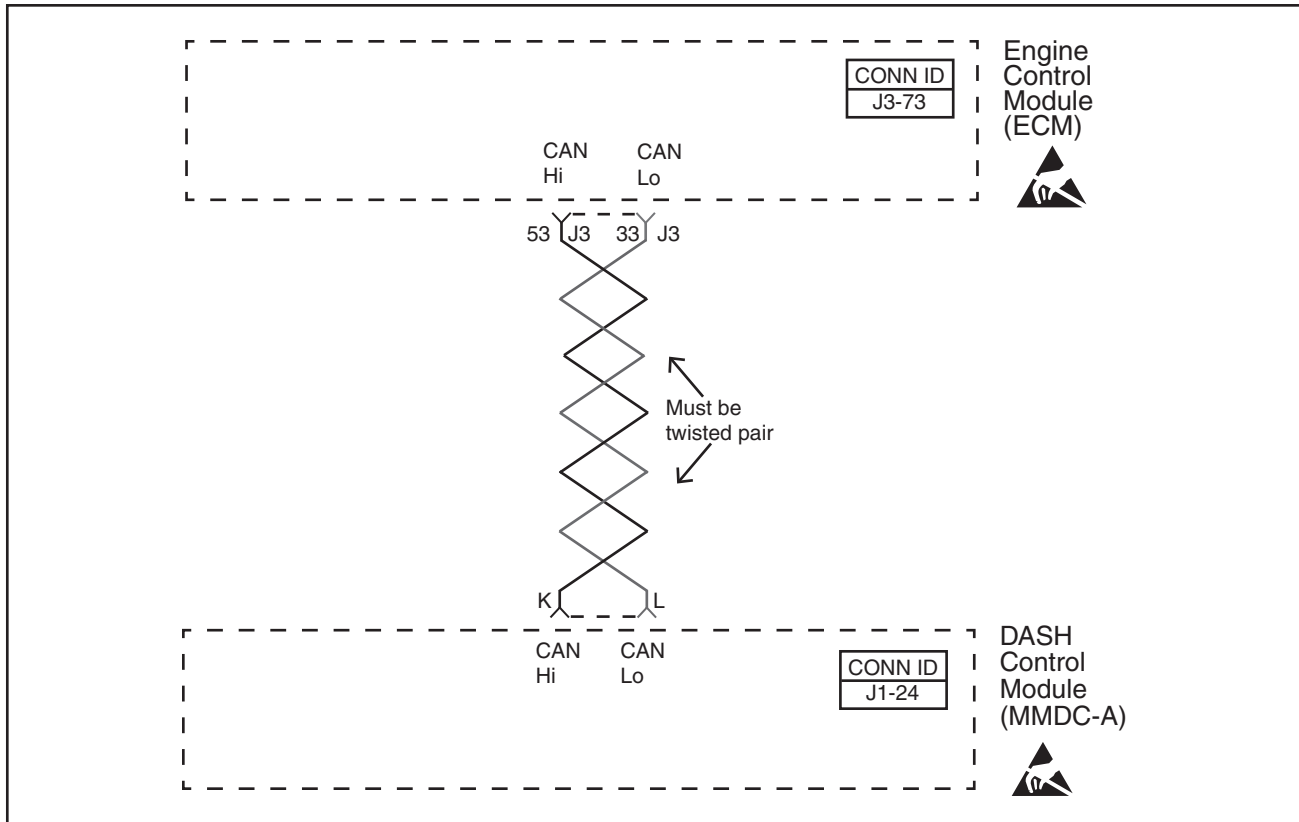 Engine
Control
Module
(ECM)
CONN ID
J3-73
CAN
Hi
CAN
Lo
53 J3 33 J3
Must be
twisted pair
K L
CAN
Hi
CAN
Lo
CONN ID
J1-24
DASH
Control
Module
(MMDC-A)